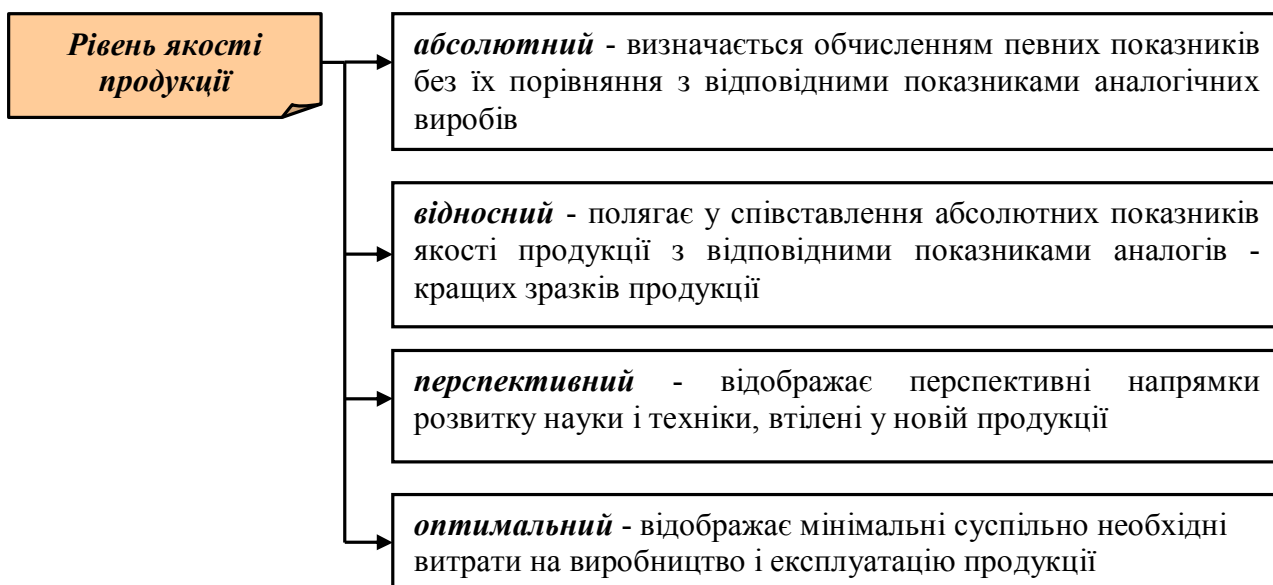 Рівень якості
продукції
абсолютний - визначається обчисленням певних показників
без їх порівняння з відповідними показниками аналогічних
виробів
відносний - полягає у співставлення абсолютних показників
якості продукції з відповідними показниками аналогів -
кращих зразків продукції
перспективний - відображає перспективні напрямки
розвитку науки і техніки, втілені у новій продукції
оптимальний - відображає мінімальні суспільно необхідні
витрати на виробництво і експлуатацію продукції